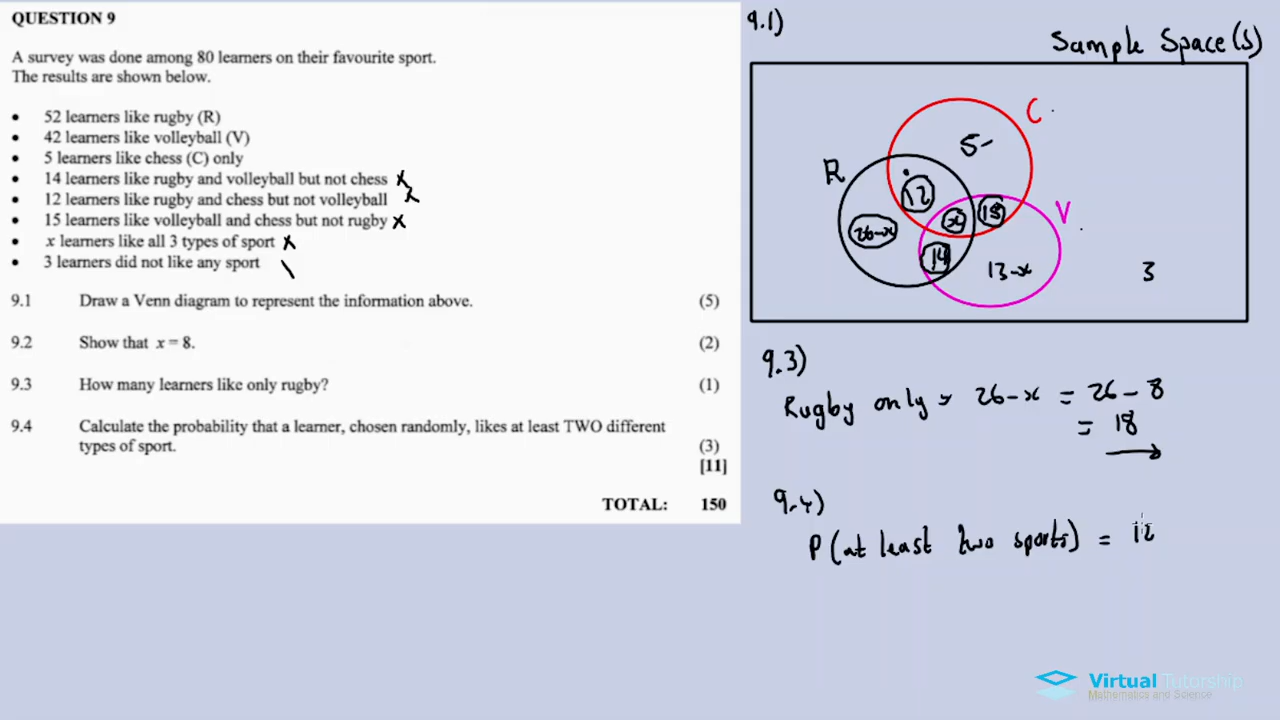 QUESTION 9
A survey was done among 80 learners on their favourite sport.
The results are shown below.
• 52 learners like rugby (R)
• 42 learners like volleyball (V)
• 5 learners like chess (C) only
• 14 learners like rugby and volleyball but not chess
• 12 learners like rugby and chess but not volleyball
• 15 learners like volleyball and chess but not rugby
• x learners like all 3 types of sport
• 3 learners did not like any sport
9.1 Draw a Venn diagram to represent the information above. (5)
9.2 Show that x = 8. (2)
9.3 How many learners like only rugby? (1)
9.4 Calculate the probability that a learner, chosen randomly, likes at least TWO different
types of sport. (3)
[11]
TOTAL: 150
9.1)
Sample Space (S)
C
5
R
12
V
26-x
x
14
13-x
3
9.3)
Rugby only = 26-x = 26-8
= 18
9.4)
P(at least two sports) = 12
Virtual Tutorship
Mathematics and Science